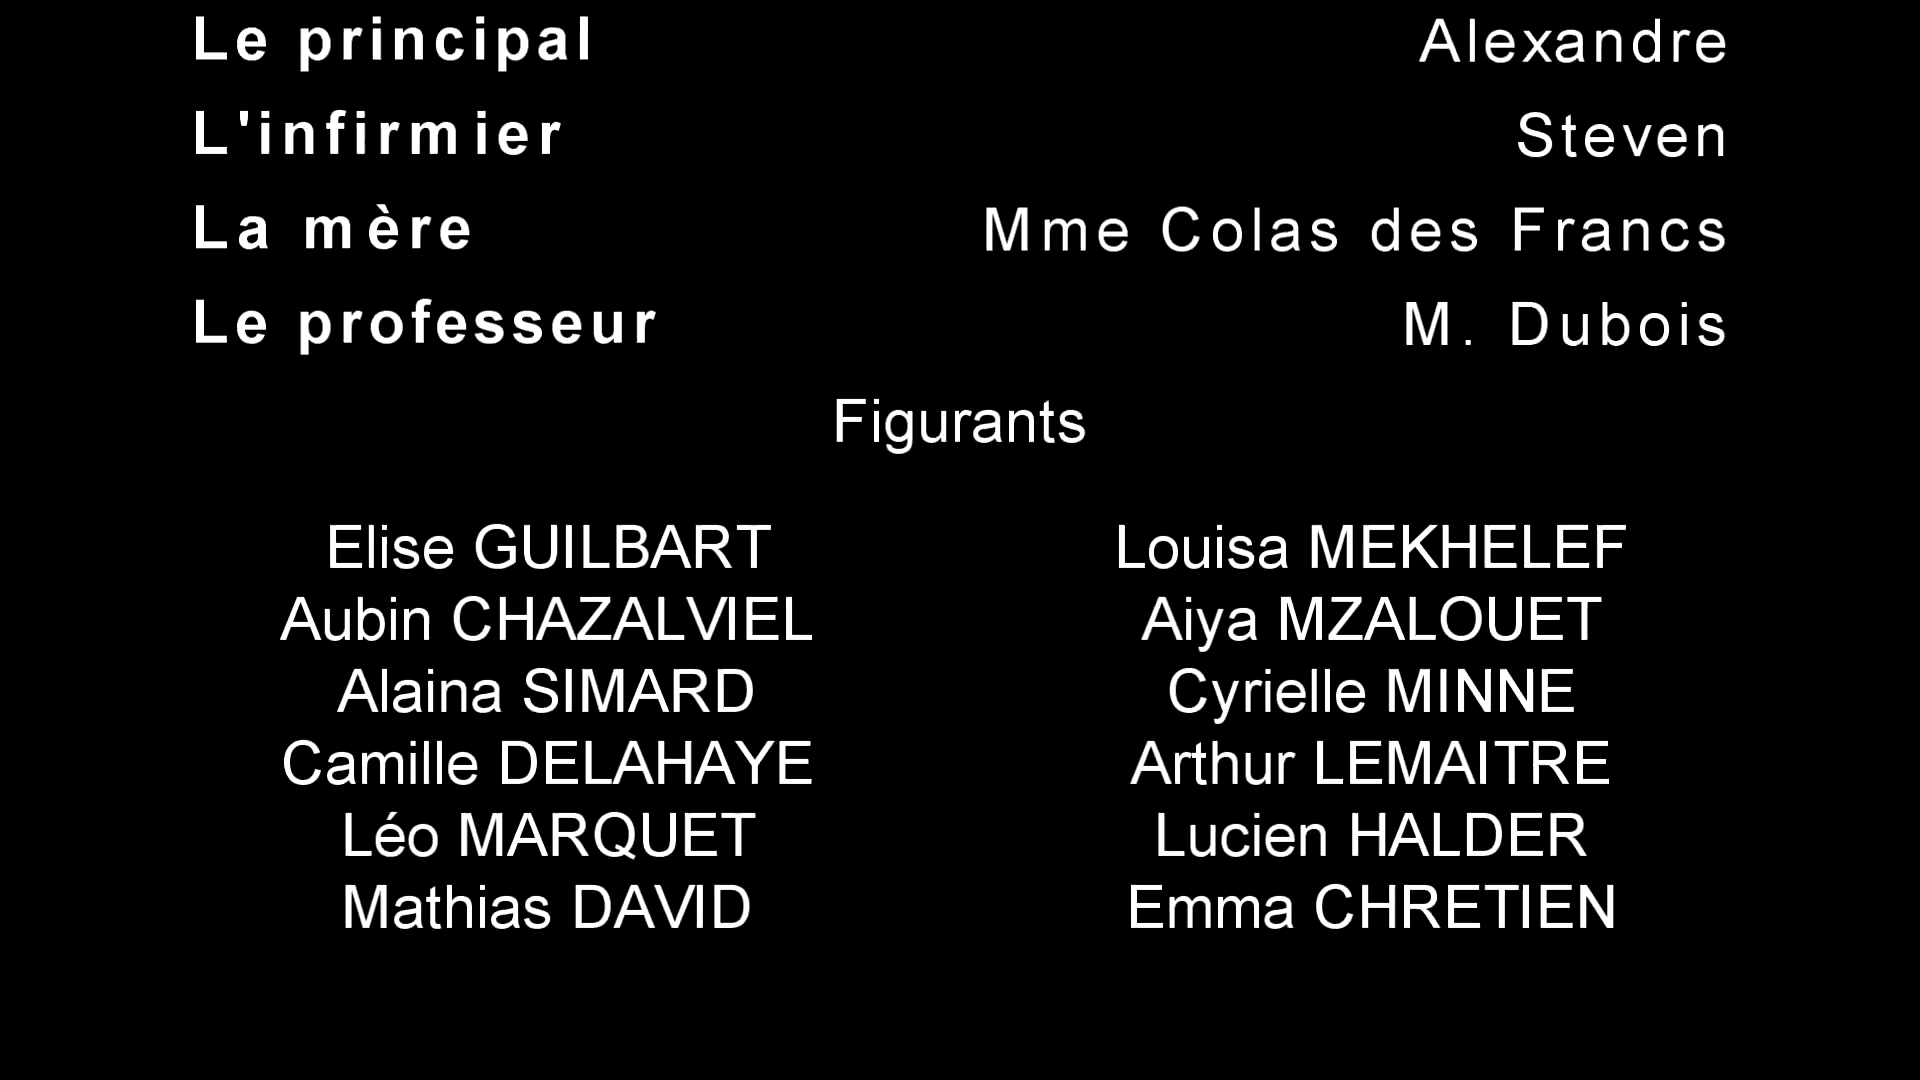 Le principal Alexandre
L'infirmier Steven
La mère Mme Colas des Francs
Le professeur M. Dubois
Figurants
Elise GUILBART Louisa MEKHELEF
Aubin CHAZALVIEL Aiya MZALOUET
Alaina SIMARD Cyrielle MINNE
Camille DELAHAYE Arthur LEMAITRE
Léo MARQUET Lucien HALDER
Mathias DAVID Emma CHRETIEN